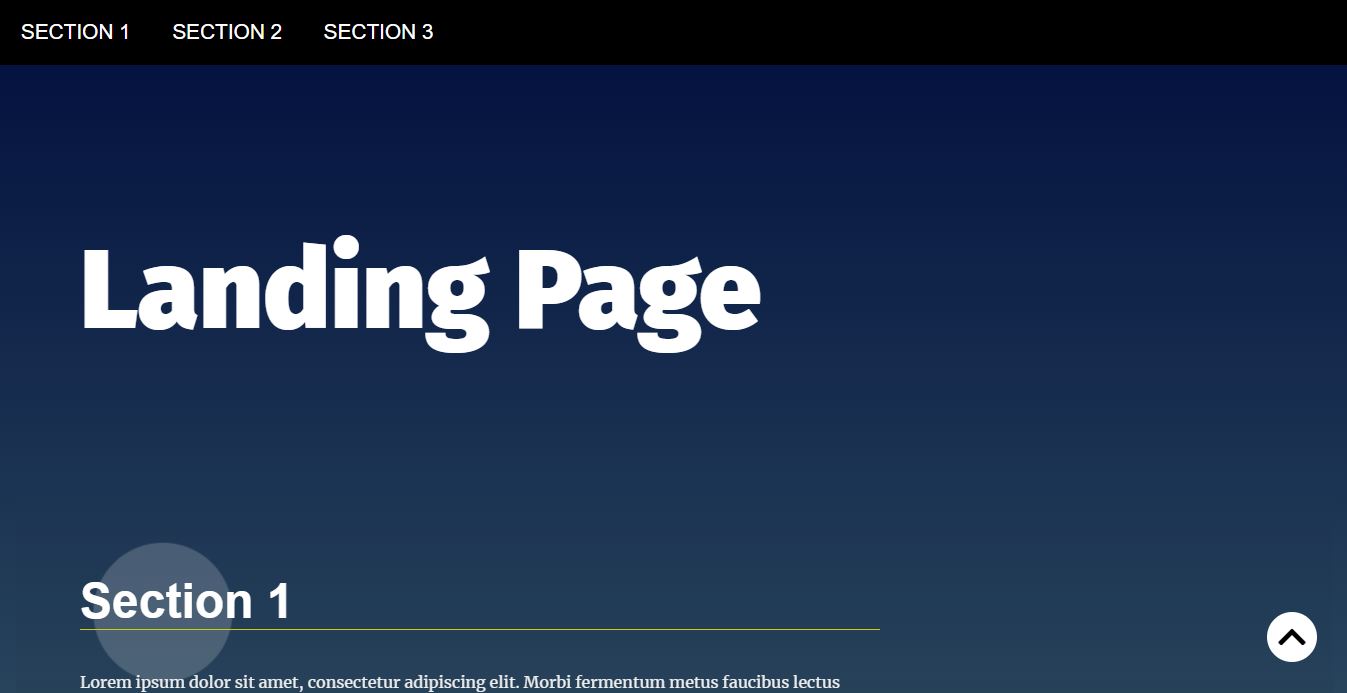 SECTION 1 SECTION 2 SECTION 3
Landing Page
Section 1
Lorem ipsum dolor sit amet, consectetur adipiscing elit. Morbi fermentum metus faucibus lectus